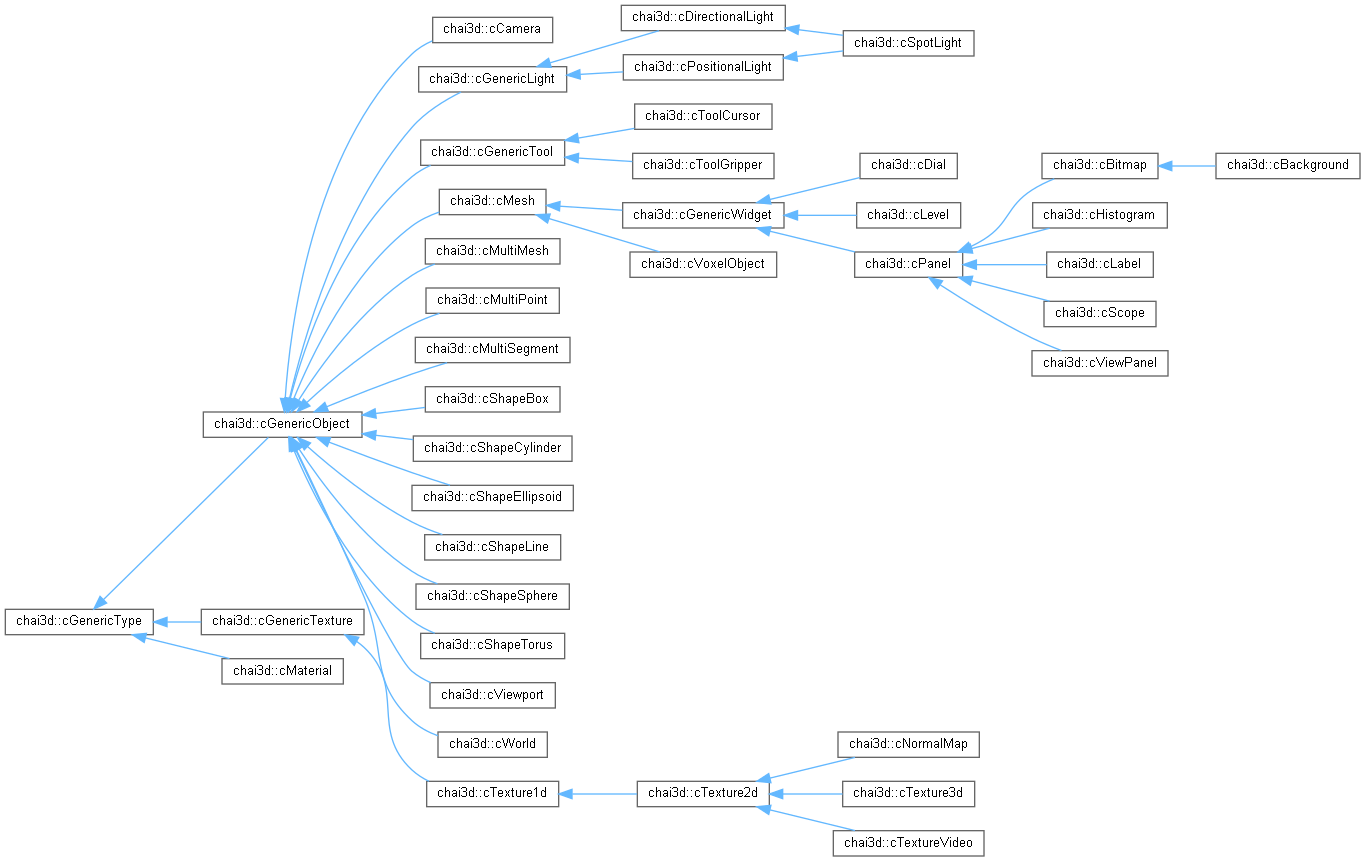 chai3d::cGenericType
chai3d::cGenericObject
chai3d::cGenericTexture
chai3d::cMaterial
chai3d::cCamera
chai3d::cGenericLight
chai3d::cGenericTool
chai3d::cMesh
chai3d::cMultiMesh
chai3d::cMultiPoint
chai3d::cMultiSegment
chai3d::cShapeBox
chai3d::cShapeCylinder
chai3d::cShapeEllipsoid
chai3d::cShapeLine
chai3d::cShapeSphere
chai3d::cShapeTorus
chai3d::cViewport
chai3d::cWorld
chai3d::cTexture1d
chai3d::cDirectionalLight
chai3d::cPositionalLight
chai3d::cToolCursor
chai3d::cToolGripper
chai3d::cGenericWidget
chai3d::cVoxelObject
chai3d::cTexture2d
chai3d::cSpotLight
chai3d::cDial
chai3d::cLevel
chai3d::cPanel
chai3d::cNormalMap
chai3d::cTexture3d
chai3d::cTextureVideo
chai3d::cBitmap
chai3d::cHistogram
chai3d::cLabel
chai3d::cScope
chai3d::cViewPanel
chai3d::cBackground